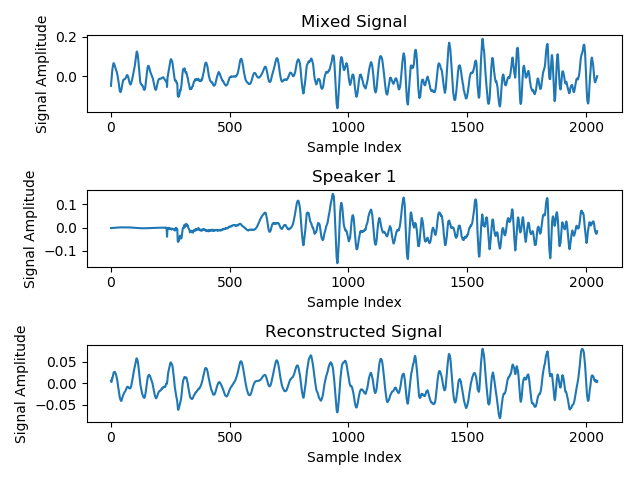 Mixed Signal
Signal Amplitude
0.2
0.0
0 500 1000 1500 2000
Sample Index
Speaker 1
Signal Amplitude
0.1
0.0
−0.1
0 500 1000 1500 2000
Sample Index
Reconstructed Signal
Signal Amplitude
0.05
0.00
−0.05
0 500 1000 1500 2000
Sample Index